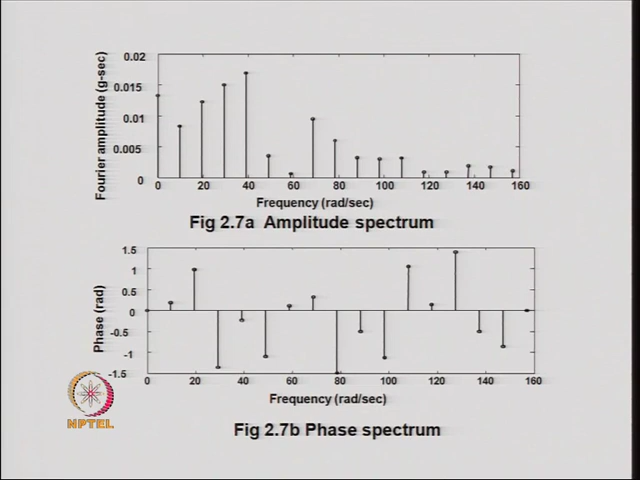 0.02
0.015
0.01
0.005
0
Fourier amplitude (g-sec)
0 20 40 60 80 100 120 140 160
Frequency (rad/sec)
Fig 2.7a Amplitude spectrum
1.5
1
0.5
0
-0.5
-1
-1.5
Phase (rad)
0 20 40 60 80 100 120 140 160
Frequency (rad/sec)
Fig 2.7b Phase spectrum
NPTEL